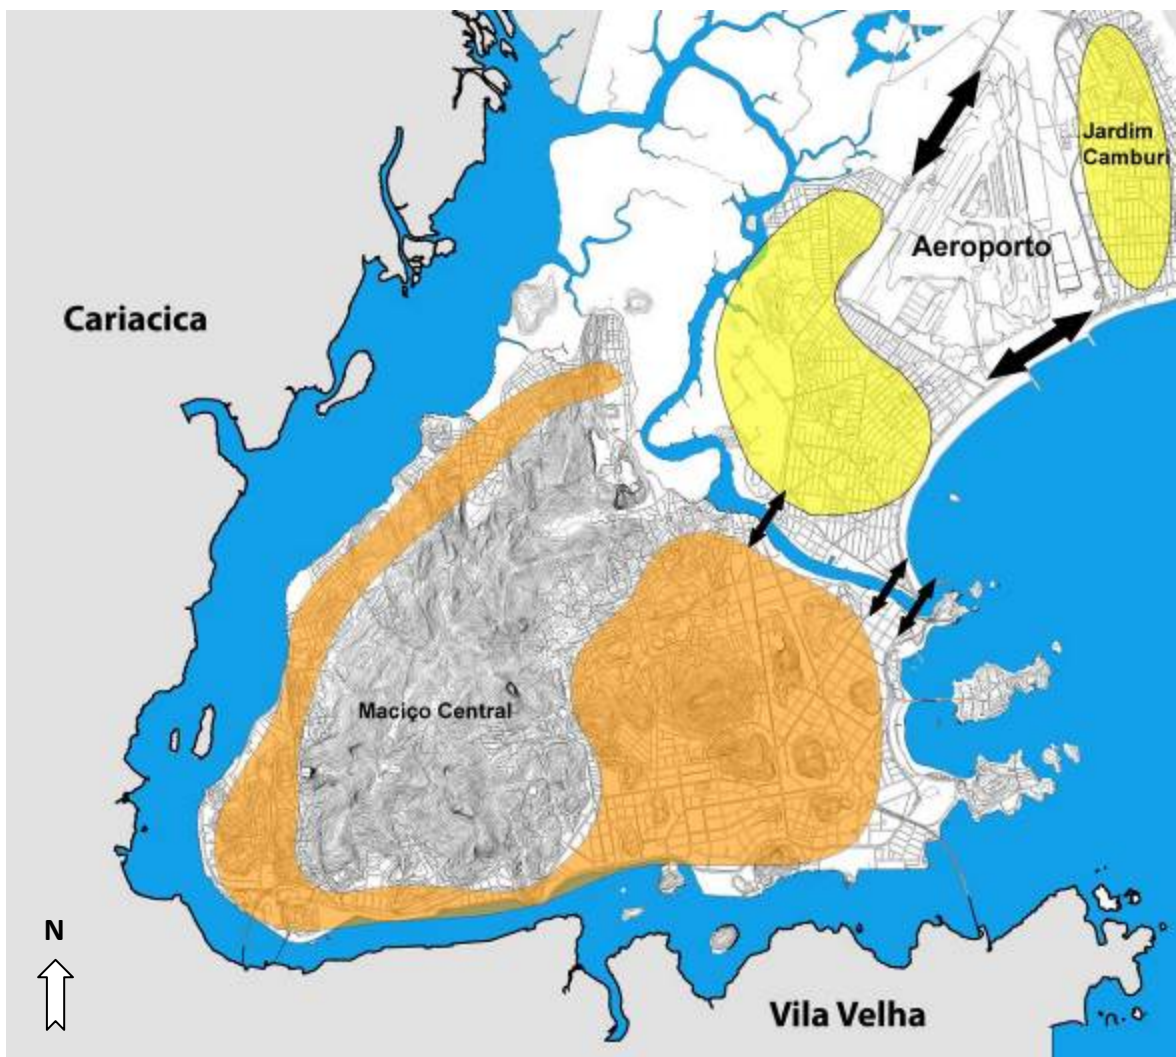 Jardim
Camburi
Aeroporto
Cariacica
Maciço Central
N
Vila Velha